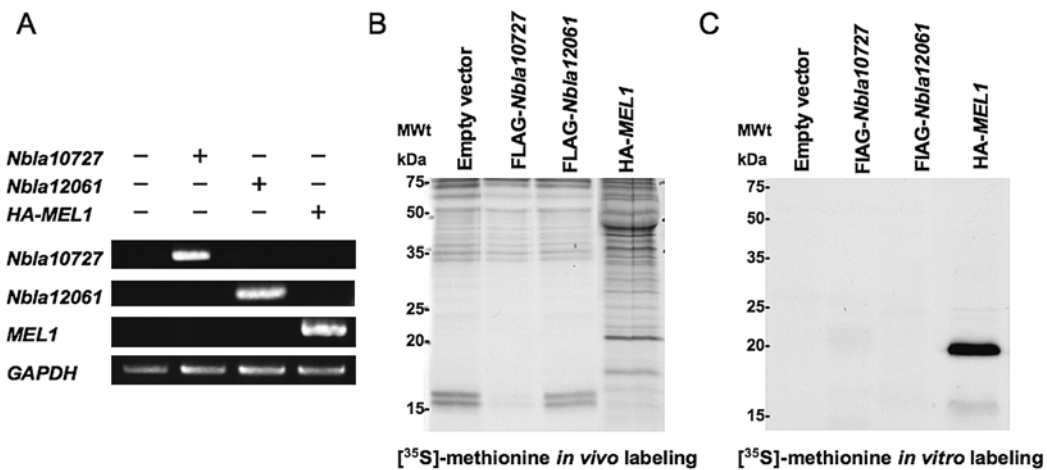 A
Nbla10727 – + – –
Nbla12061 – – + –
HA-MEL1 – – – +
Nbla10727
Nbla12061
MEL1
GAPDH
B
Empty vector
FLAG-Nbla10727
FLAG-Nbla12061
HA-MEL1
MWt
kDa
75-
50-
35-
25-
20-
15-
[³⁵S]-methionine in vivo labeling
C
Empty vector
FlAG-Nbla10727
FlAG-Nbla12061
HA-MEL1
MWt
kDa
75-
50-
35-
25-
20-
15-
[³⁵S]-methionine in vitro labeling